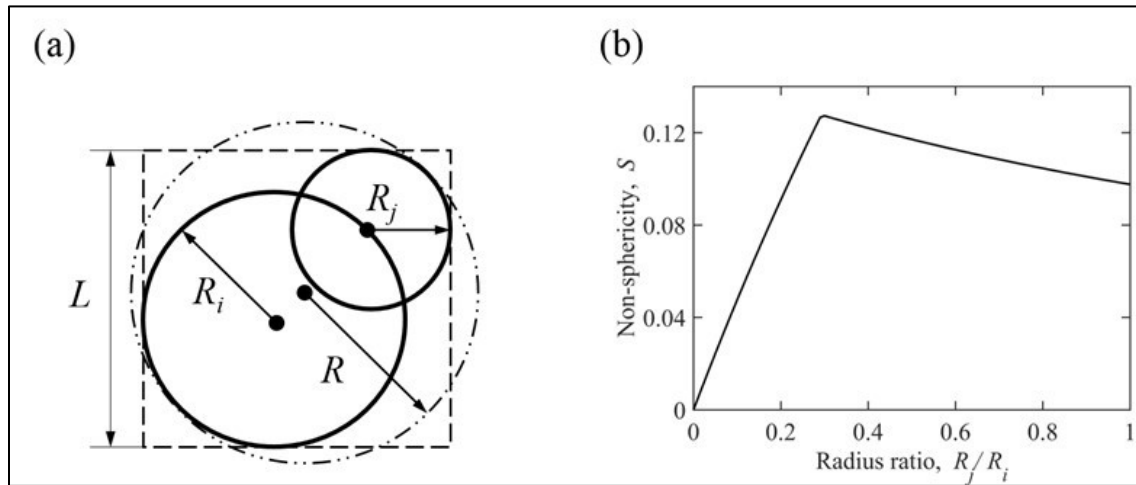 (a)
L
R_i
R_j
R
(b)
Non-sphericity, S
0.12
0.08
0.04
0
0 0.2 0.4 0.6 0.8 1
Radius ratio, R_j/R_i